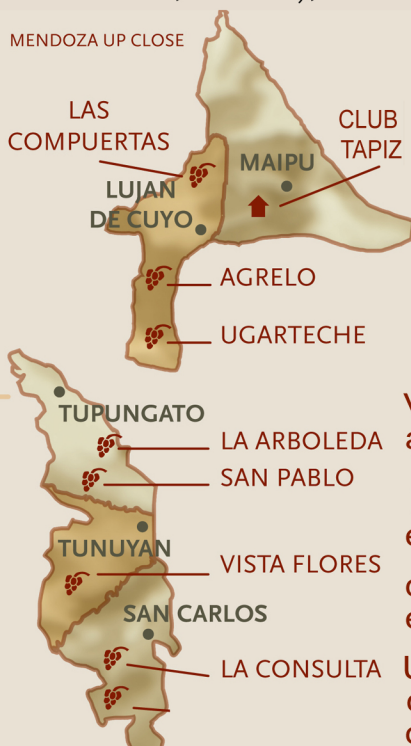 MENDOZA UP CLOSE
LAS
COMPUERTAS
CLUB
TAPIZ
MAIPU
LUJAN
DE CUYO
AGRELO
UGARTECHE
TUPUNGATO
LA ARBOLEDA
SAN PABLO
TUNUYAN
VISTA FLORES
SAN CARLOS
LA CONSULTA